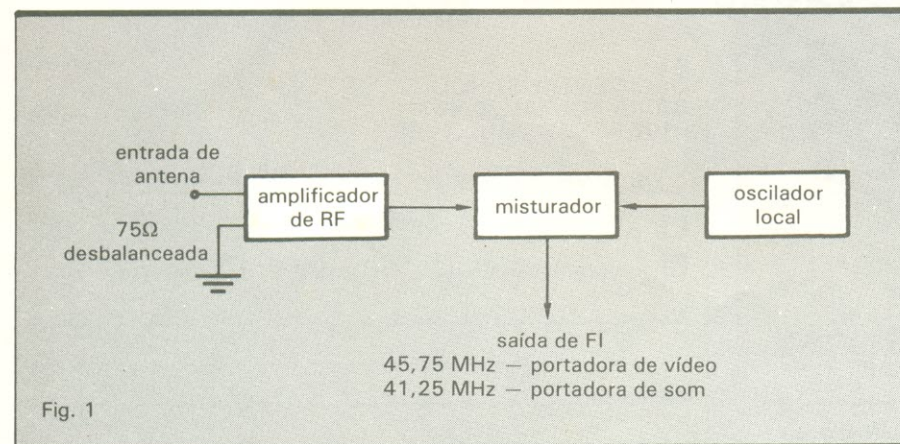 entrada de
antena
75Ω
desbalanceada
amplificador
de RF
misturador
oscilador
local
saída de FI
45,75 MHz — portadora de vídeo
41,25 MHz — portadora de som
Fig. 1